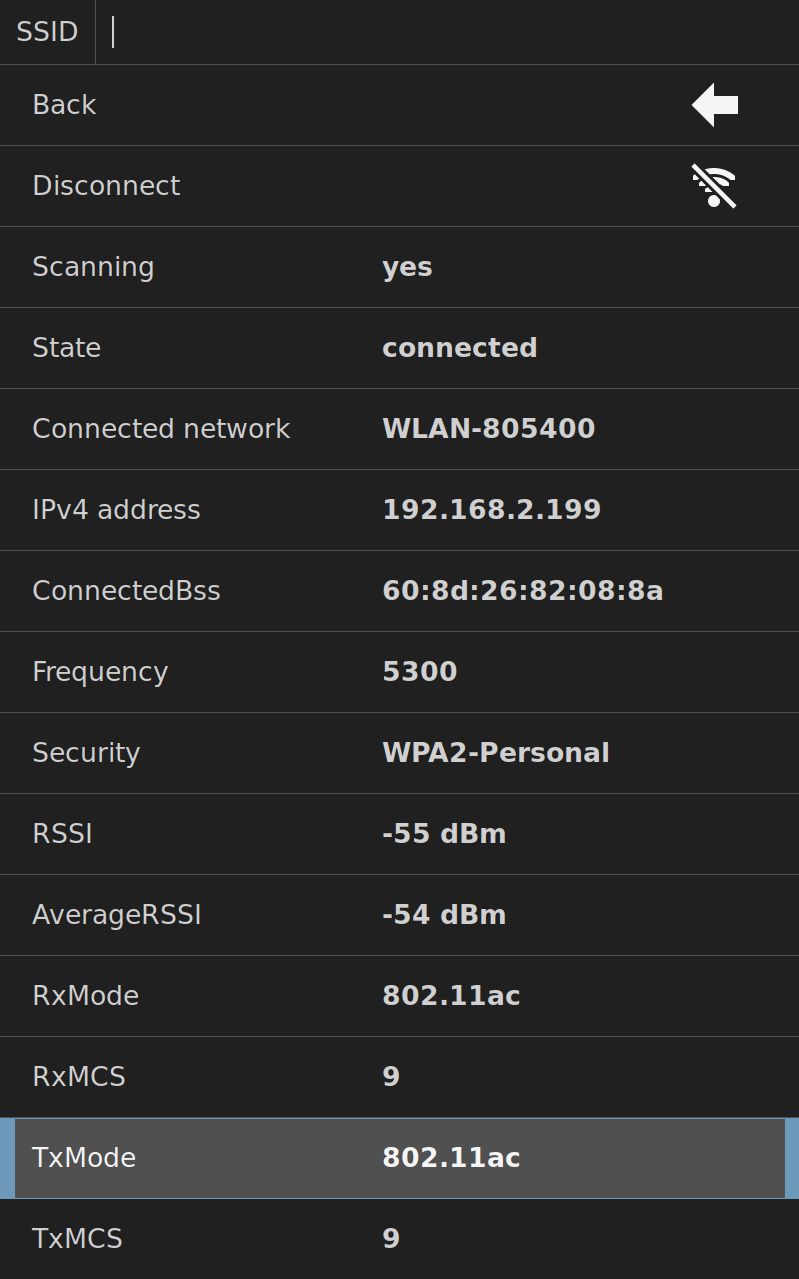 SSID
Back
Disconnect
Scanning yes
State connected
Connected network WLAN-805400
IPv4 address 192.168.2.199
ConnectedBss 60:8d:26:82:08:8a
Frequency 5300
Security WPA2-Personal
RSSI -55 dBm
AverageRSSI -54 dBm
RxMode 802.11ac
RxMCS 9
TxMode 802.11ac
TxMCS 9